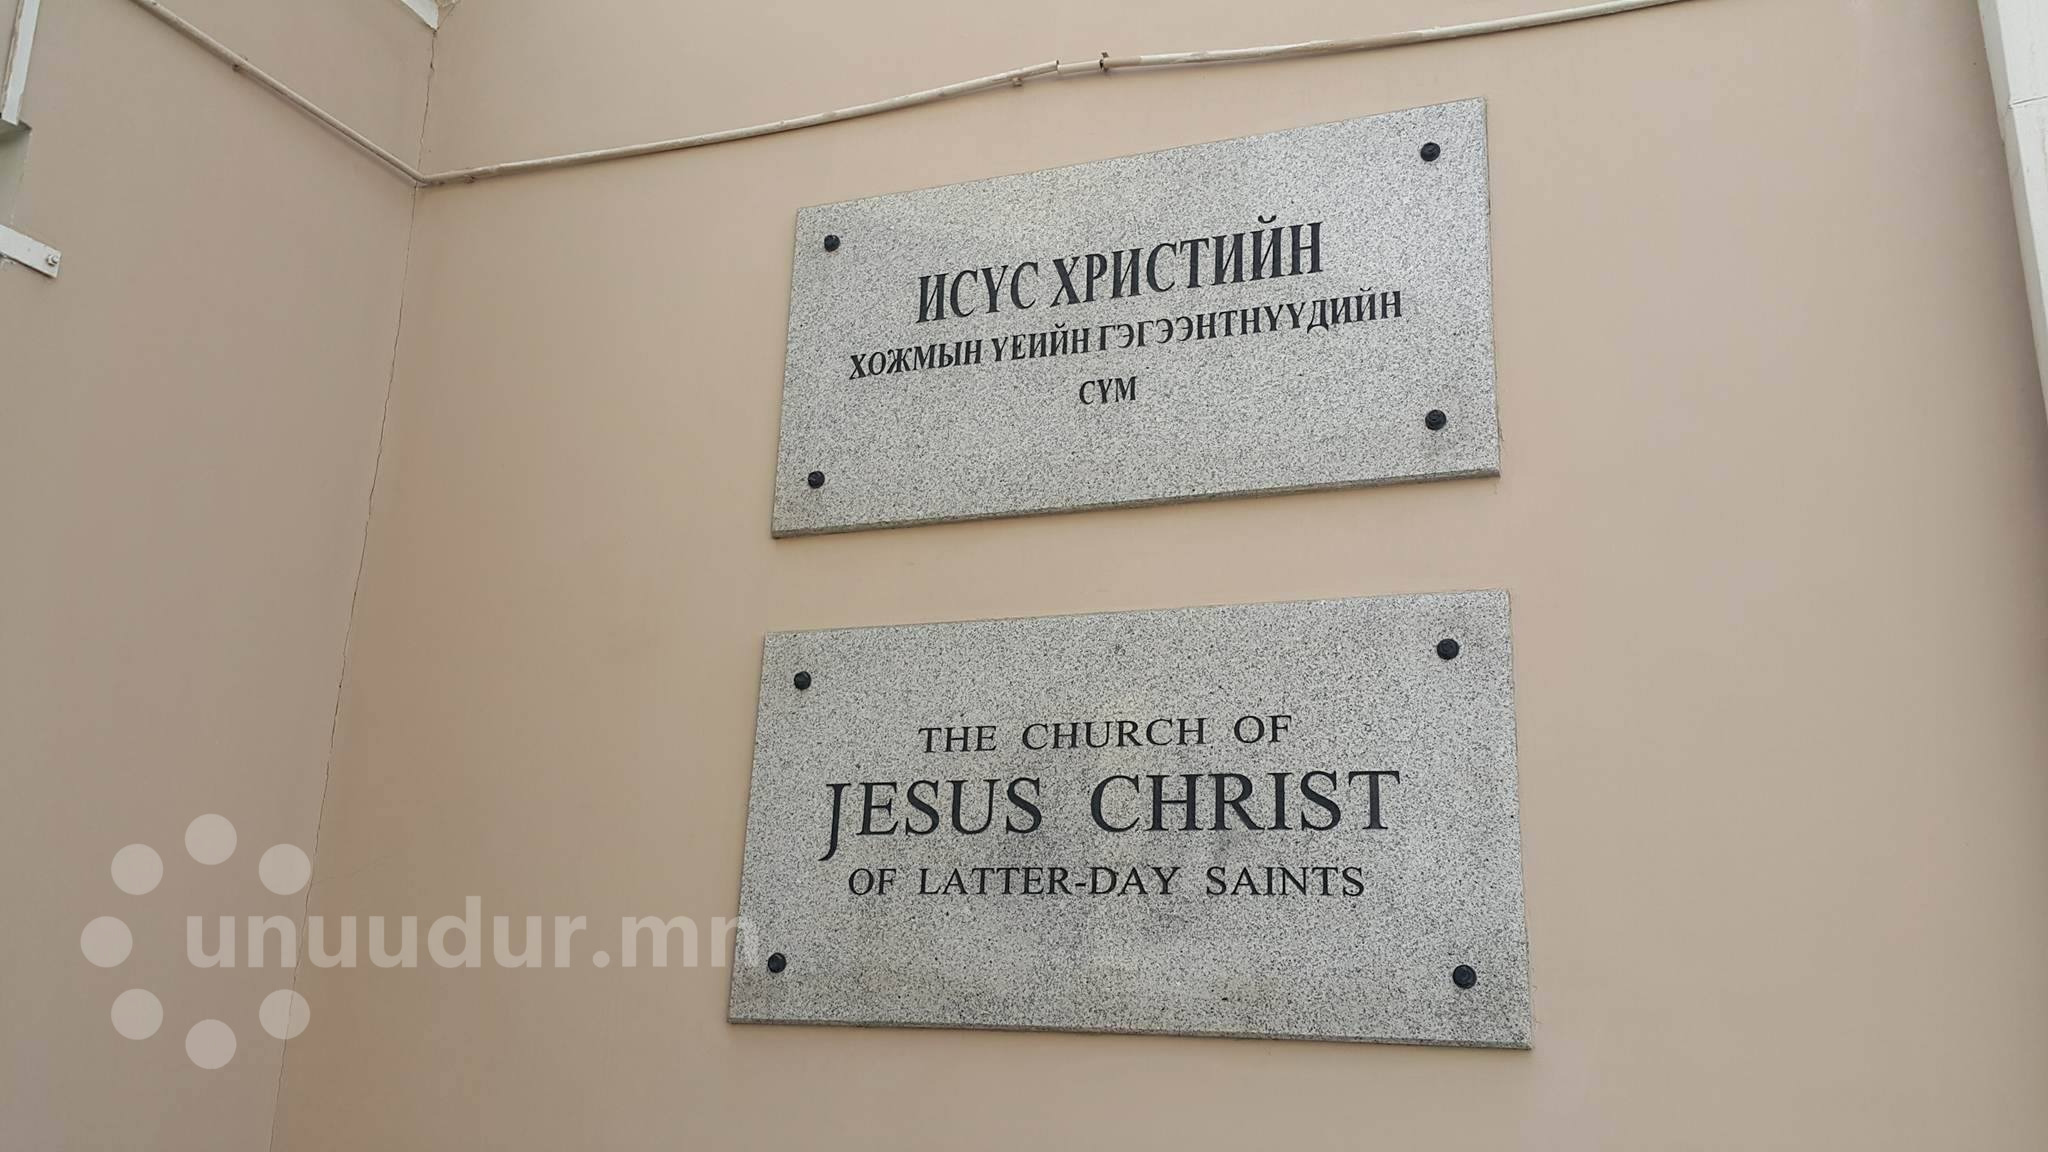 ИСҮС ХРИСТИЙН
ХОЖМЫН ҮЕИЙН ГЭГЭЭНТНҮҮДИЙН
СҮМ
THE CHURCH OF
JESUS CHRIST
OF LATTER-DAY SAINTS
unuudur.mn